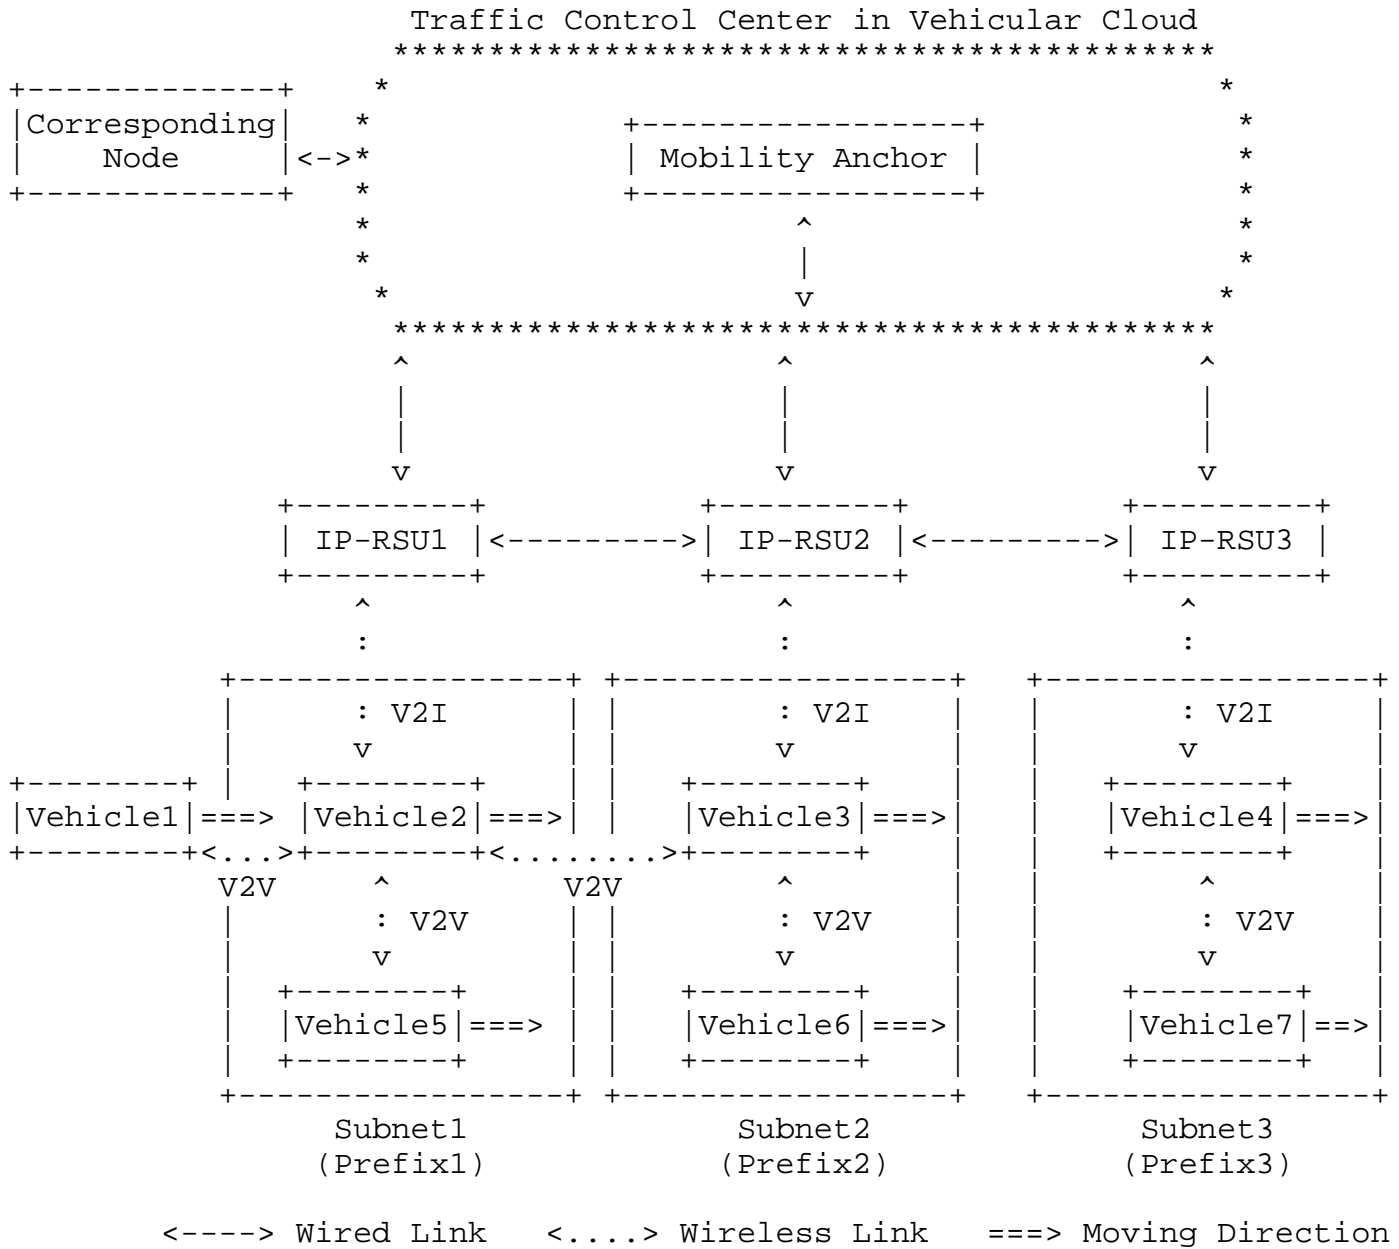 Traffic Control Center in Vehicular Cloud
Corresponding
Node
Mobility Anchor
IP-RSU1 IP-RSU2 IP-RSU3
V2I V2I V2I
Vehicle1 Vehicle2 Vehicle3 Vehicle4
V2V V2V
V2V V2V V2V
Vehicle5 Vehicle6 Vehicle7
Subnet1 Subnet2 Subnet3
(Prefix1) (Prefix2) (Prefix3)
<----> Wired Link <....> Wireless Link ===> Moving Direction